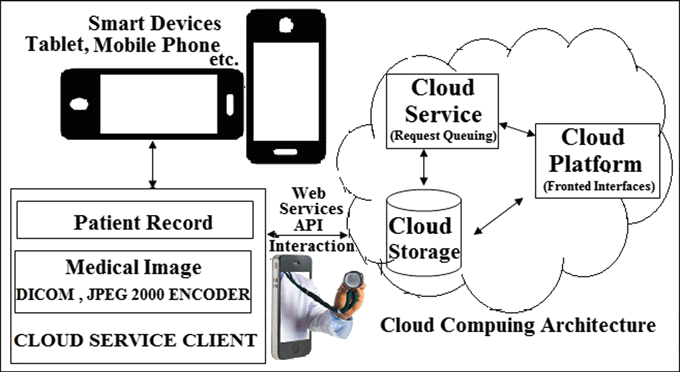 Smart Devices
Tablet, Mobile Phone
etc.
Cloud
Service
(Request Queuing)
Cloud
Platform
(Fronted Interfaces)
Cloud
Storage
Web
Services
API
Interaction
Patient Record
Medical Image
DICOM , JPEG 2000 ENCODER
CLOUD SERVICE CLIENT
Cloud Compuing Architecture